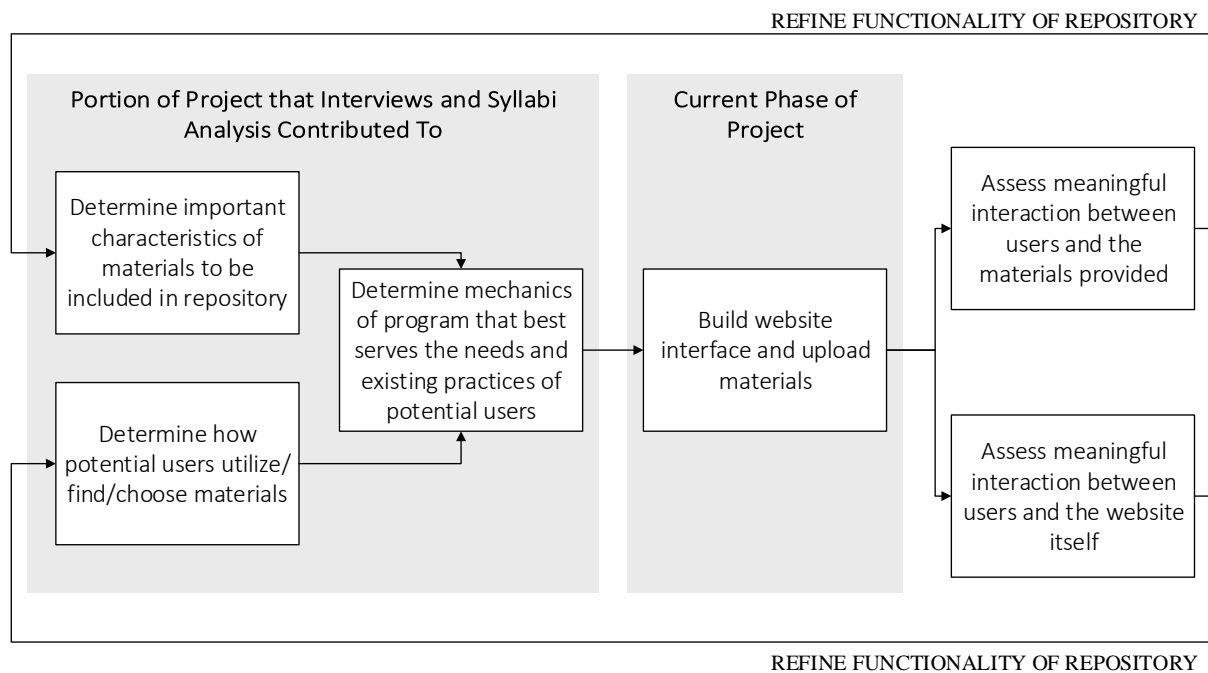 REFINE FUNCTIONALITY OF REPOSITORY
Portion of Project that Interviews and Syllabi
Analysis Contributed To
Current Phase of
Project
Determine important
characteristics of
materials to be
included in repository
Determine how
potential users utilize/
find/choose materials
Determine mechanics
of program that best
serves the needs and
existing practices of
potential users
Build website
interface and upload
materials
Assess meaningful
interaction between
users and the
materials provided
Assess meaningful
interaction between
users and the website
itself
REFINE FUNCTIONALITY OF REPOSITORY